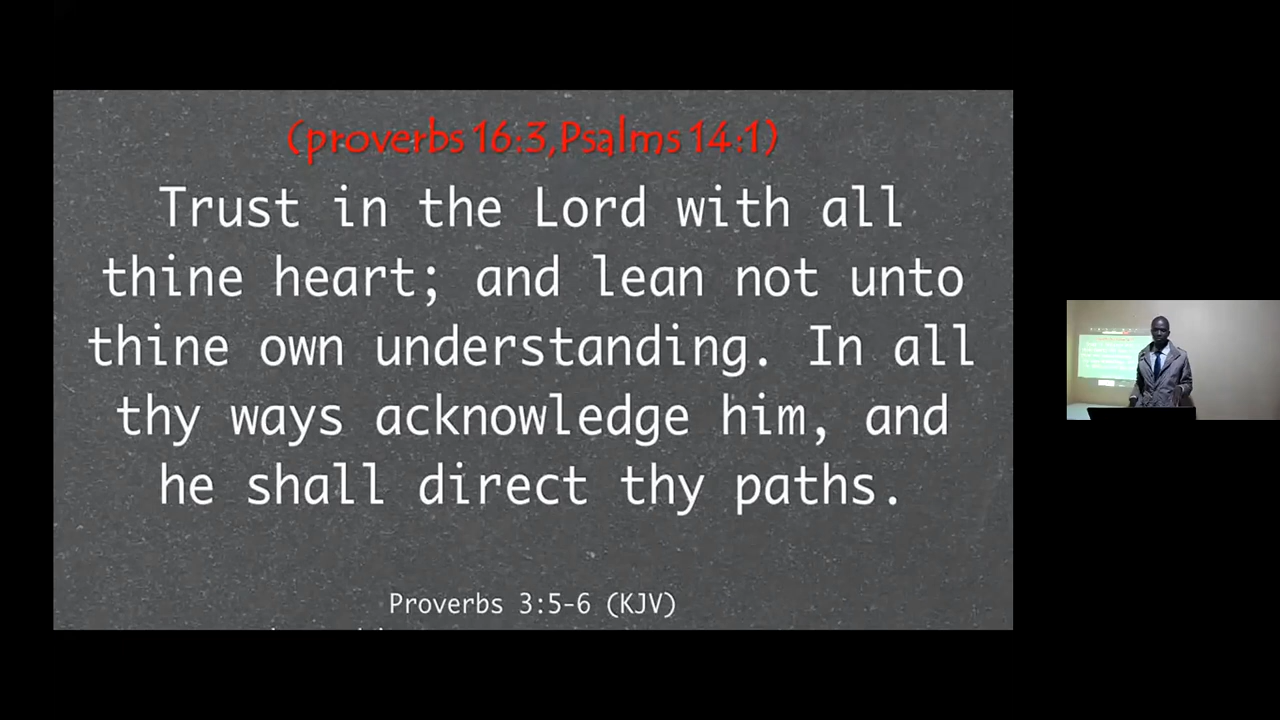 (proverbs 16:3,Psalms 14:1)
Trust in the Lord with all
thine heart; and lean not unto
thine own understanding. In all
thy ways acknowledge him, and
he shall direct thy paths.
Proverbs 3:5-6 (KJV)